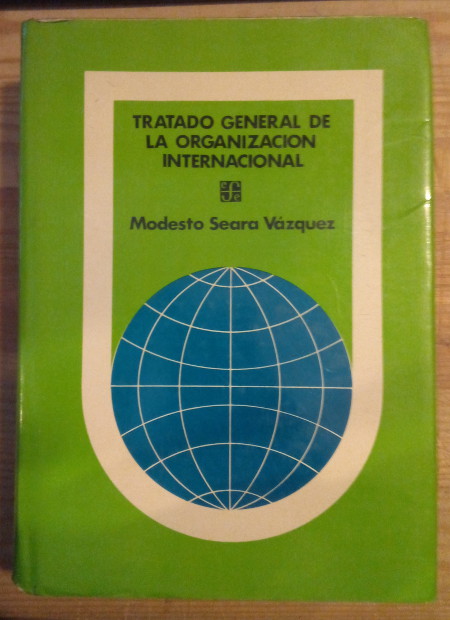 TRATADO GENERAL DE
LA ORGANIZACION
INTERNACIONAL
Modesto Seara Vázquez